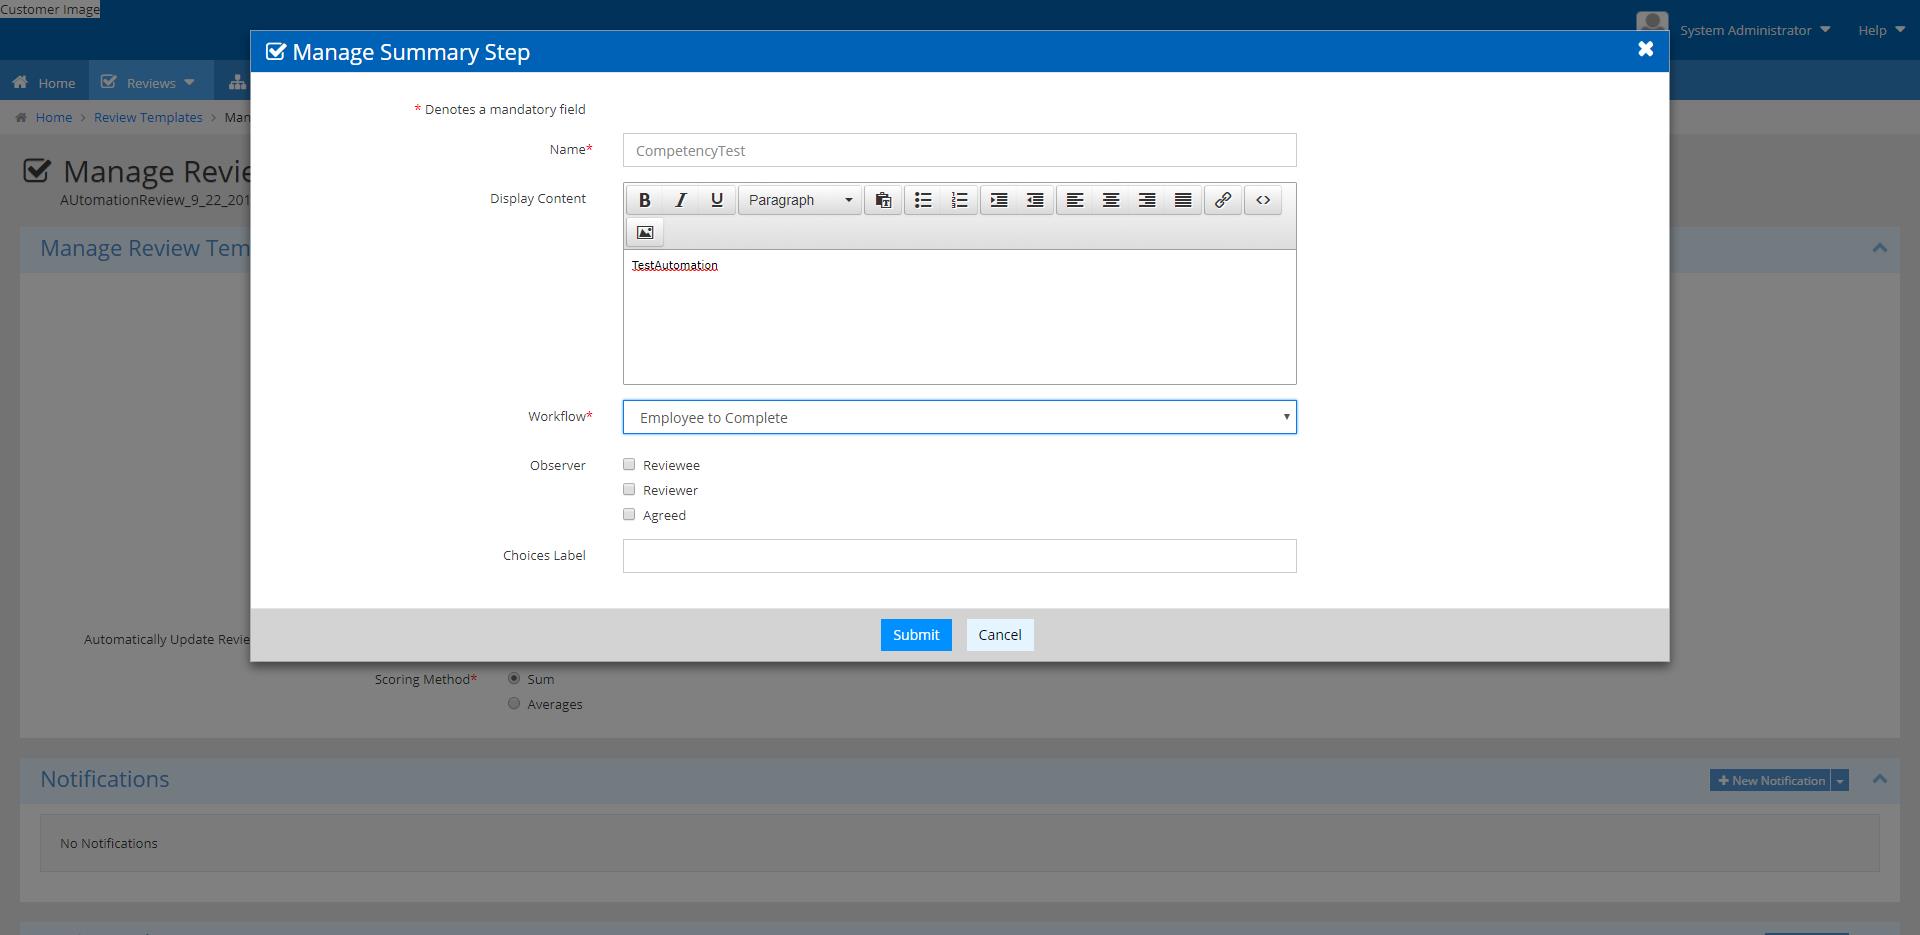 Customer Image
System Administrator
Help
Manage Summary Step
Home
Reviews
Home > Review Templates > Man
* Denotes a mandatory field
Name*
CompetencyTest
Manage Revie
AUtomationReview_9_22_201
Display Content
B I U Paragraph
Manage Review Tem
TestAutomation
Workflow*
Employee to Complete
Observer
Reviewee
Reviewer
Agreed
Choices Label
Submit
Cancel
Automatically Update Revie
Scoring Method*
Sum
Averages
Notifications
New Notification
No Notifications